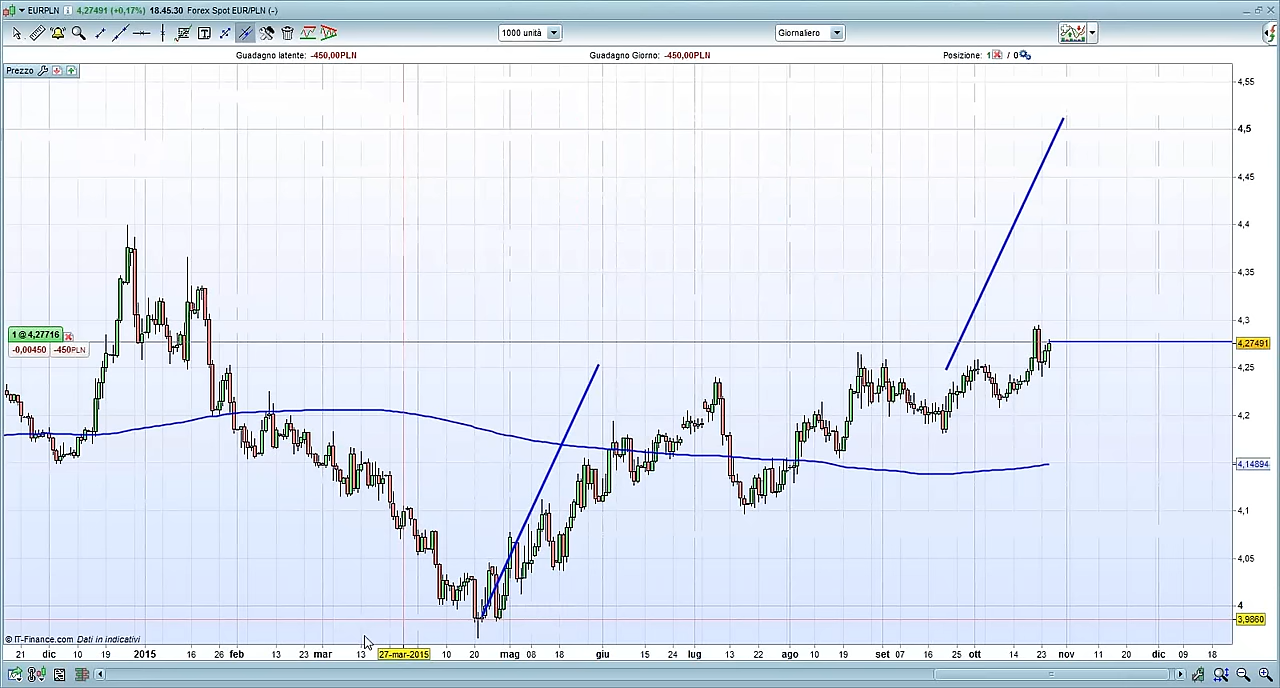 EURPLN 4,27491 (+0,17%) 18.45.30 Forex Spot EUR/PLN (-)
1000 unità
Giornaliero
Guadagno latente: -450,00PLN
Guadagno Giorno: -450,00PLN
Posizione: 1 / 0
Prezzo
4,55
4,5
4,45
4,4
4,35
4,3
4,27491
4,25
4,2
4,14894
4,1
4,05
4
3,9860
1@4,27716
-0,00450 -450PLN
© IT-Finance.com Dati in indicativi
21 dic 10 19 2015 16 26 feb 13 23 mar 13 27-mar-2015 10 20 mag 08 18 giu 15 24 lug 13 22 ago 10 19 set 07 16 25 ott 14 23 nov 11 20 dic 09 18